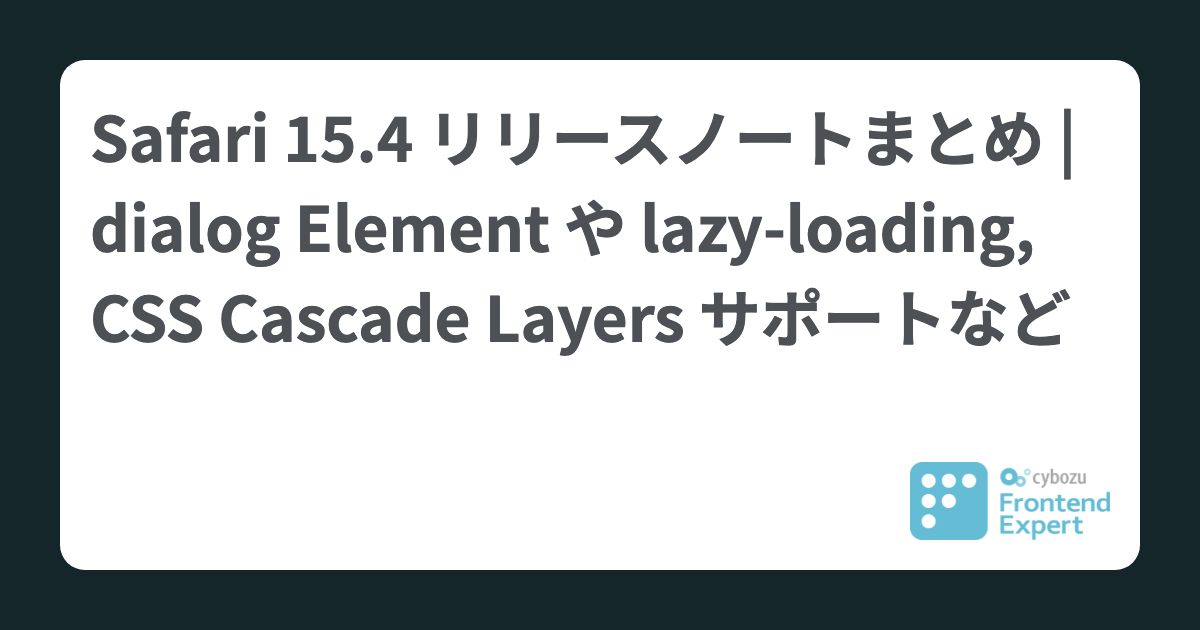 Safari 15.4 リリースノートまとめ |
dialog Element や lazy-loading,
CSS Cascade Layers サポートなど
cybozu
Frontend
Expert